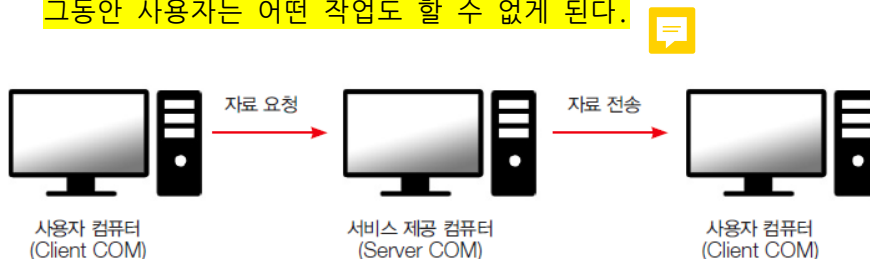 그동안 사용자는 어떤 작업도 할 수 없게 된다.
자료 요청
자료 전송
사용자 컴퓨터
(Client COM)
서비스 제공 컴퓨터
(Server COM)
사용자 컴퓨터
(Client COM)